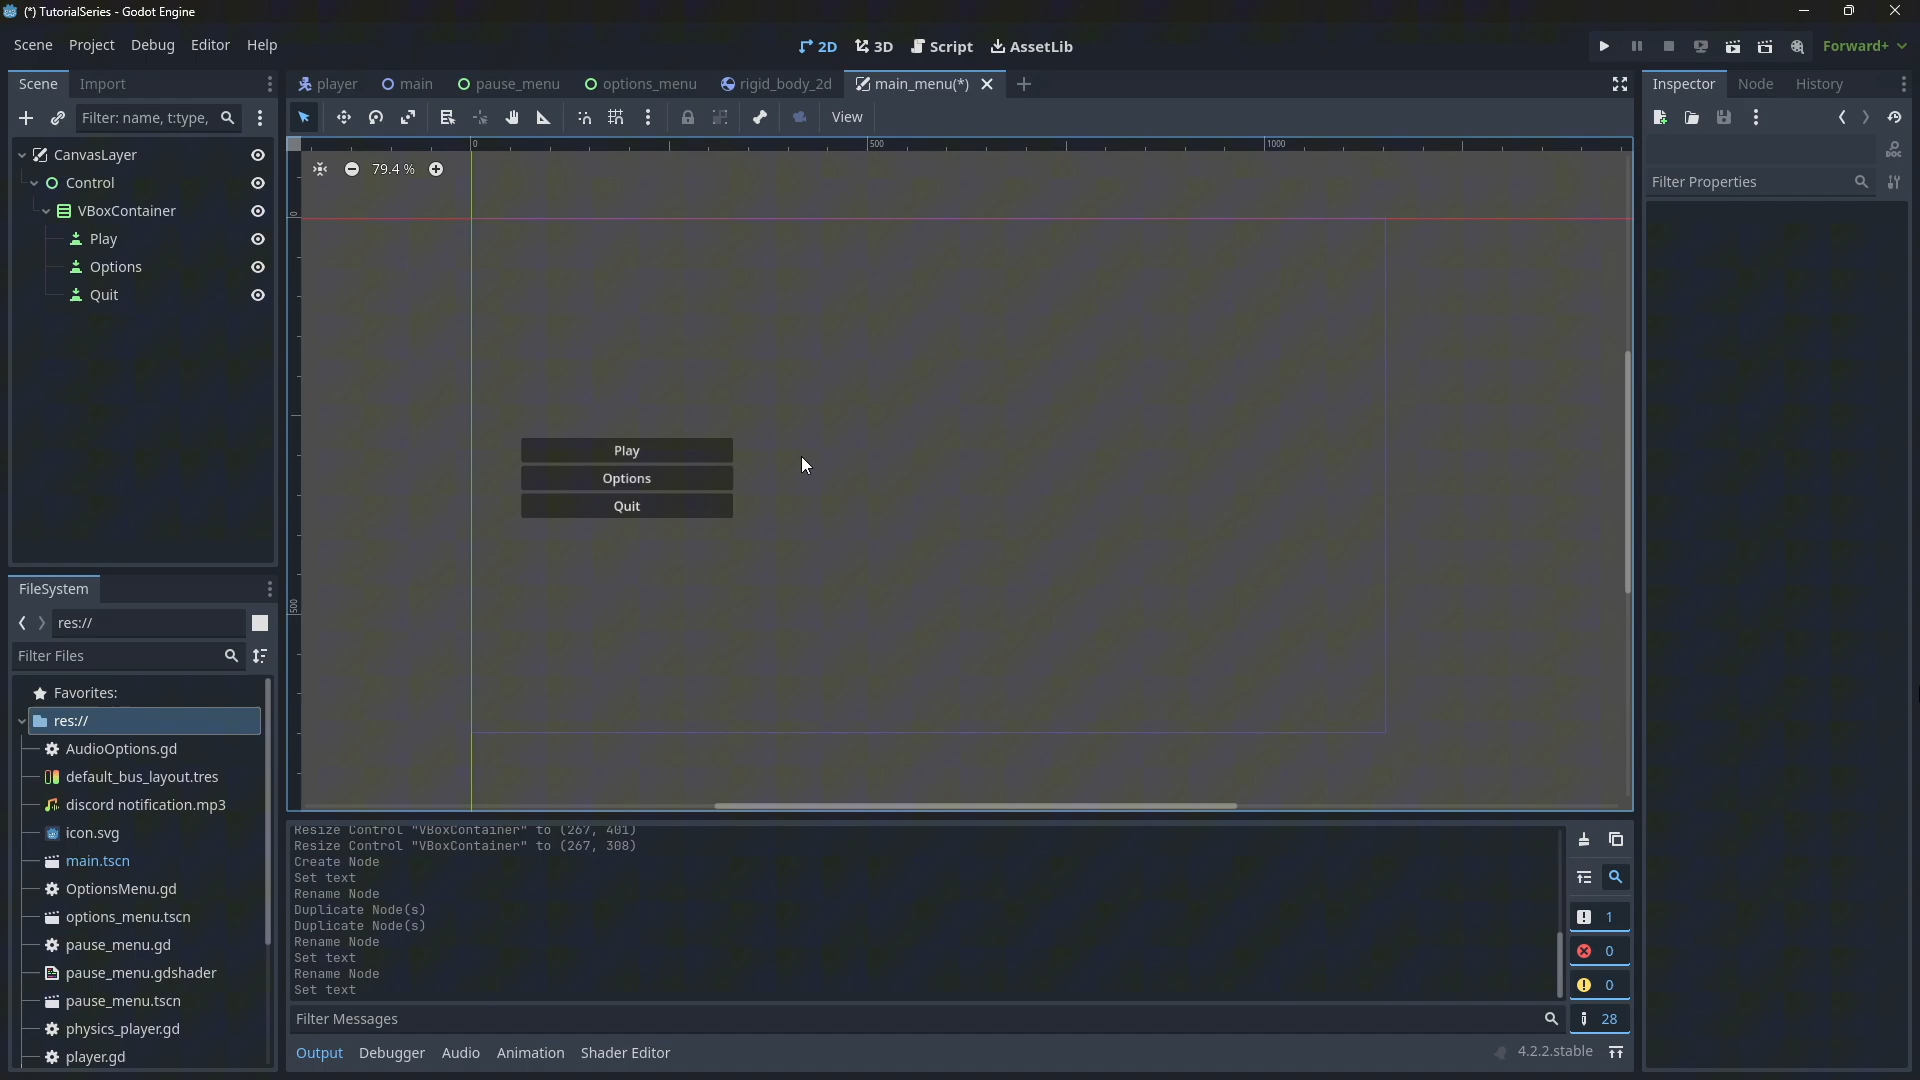 (*) TutorialSeries - Godot Engine
Scene Project Debug Editor Help
2D 3D Script AssetLib
Forward+
Scene Import
player main pause_menu options_menu rigid_body_2d main_menu(*)
Inspector Node History
Filter: name, t:type,
View
0 500 1000
79.4 %
0
500
CanvasLayer
Control
VBoxContainer
Play
Options
Quit
DOC
Filter Properties
Play
Options
Quit
FileSystem
res://
Filter Files
Favorites:
res://
AudioOptions.gd
default_bus_layout.tres
discord notification.mp3
icon.svg
main.tscn
OptionsMenu.gd
options_menu.tscn
pause_menu.gd
pause_menu.gdshader
pause_menu.tscn
physics_player.gd
player.gd
Resize Control "VBoxContainer" to (267, 401)
Resize Control "VBoxContainer" to (267, 308)
Create Node
Set text
Rename Node
Duplicate Node(s)
Duplicate Node(s)
Rename Node
Set text
Rename Node
Set text
1
0
0
28
Filter Messages
Output Debugger Audio Animation Shader Editor
4.2.2.stable